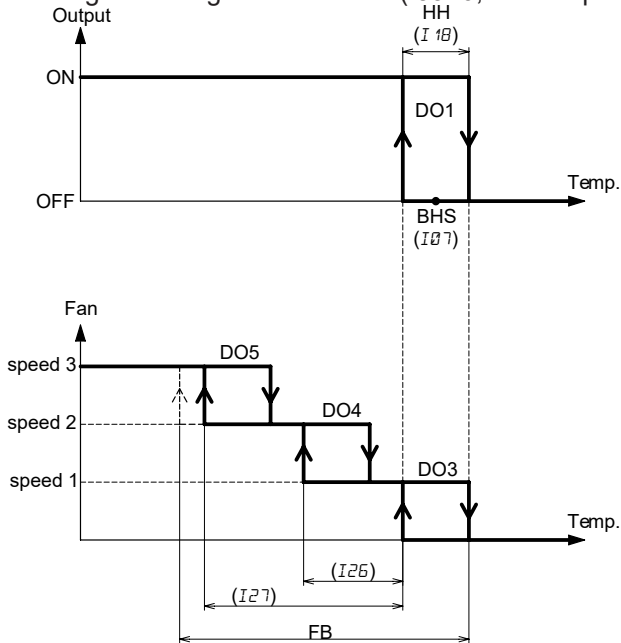 Output
HH
(I18)
ON
DO1
OFF
BHS
(I07)
Temp.
Fan
speed 3
DO5
speed 2
DO4
speed 1
DO3
Temp.
(I26)
(I27)
FB